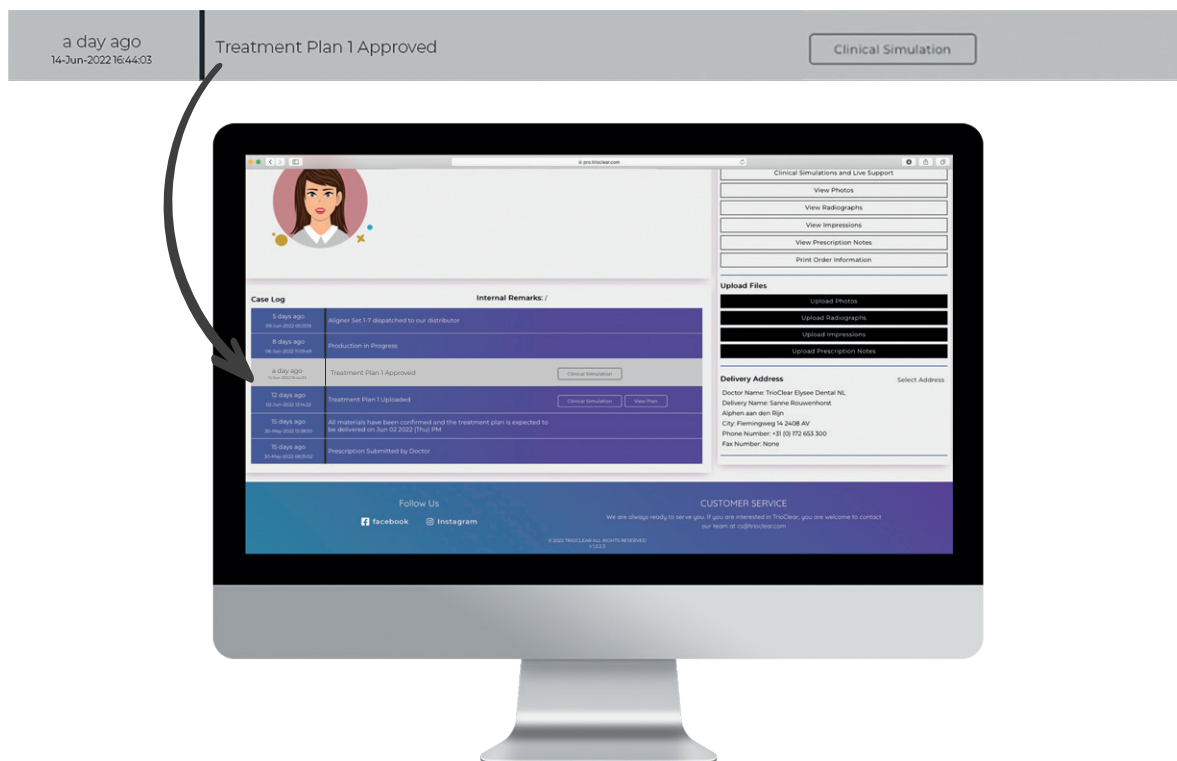 a day ago
14-Jun-2022 16:44:03
Treatment Plan 1 Approved
Clinical Simulation
pro.trioclear.com
Clinical Simulations and Live Support
View Photos
View Radiographs
View Impressions
View Prescription Notes
Print Order Information
Upload Files
Upload Photos
Upload Radiographs
Upload Impressions
Upload Prescription Notes
Delivery Address
Select Address
Doctor Name: TrioClear Elysee Dental NL
Delivery Name: Sanne Rouwenhorst
Alphen aan den Rijn
City: Flemingweg 14 2408 AV
Phone Number: +31 (0) 172 653 300
Fax Number: None
Case Log
Internal Remarks: /
5 days ago
Aligner Set 1-7 dispatched to our distributor
8 days ago
Production in Progress
a day ago
14-Jun-2022 16:44:03
Treatment Plan 1 Approved
Clinical Simulation
12 days ago
Treatment Plan 1 Uploaded
Clinical Simulation
View Plan
15 days ago
All materials have been confirmed and the treatment plan is expected to
be delivered on Jun 02 2022 (Thu) PM
15 days ago
Prescription Submitted by Doctor
Follow Us
facebook
Instagram
CUSTOMER SERVICE
We are always ready to serve you. If you are interested in TrioClear, you are welcome to contact
our team at cs@trioclear.com
© 2022 TRIOCLEAR ALL RIGHTS RESERVED